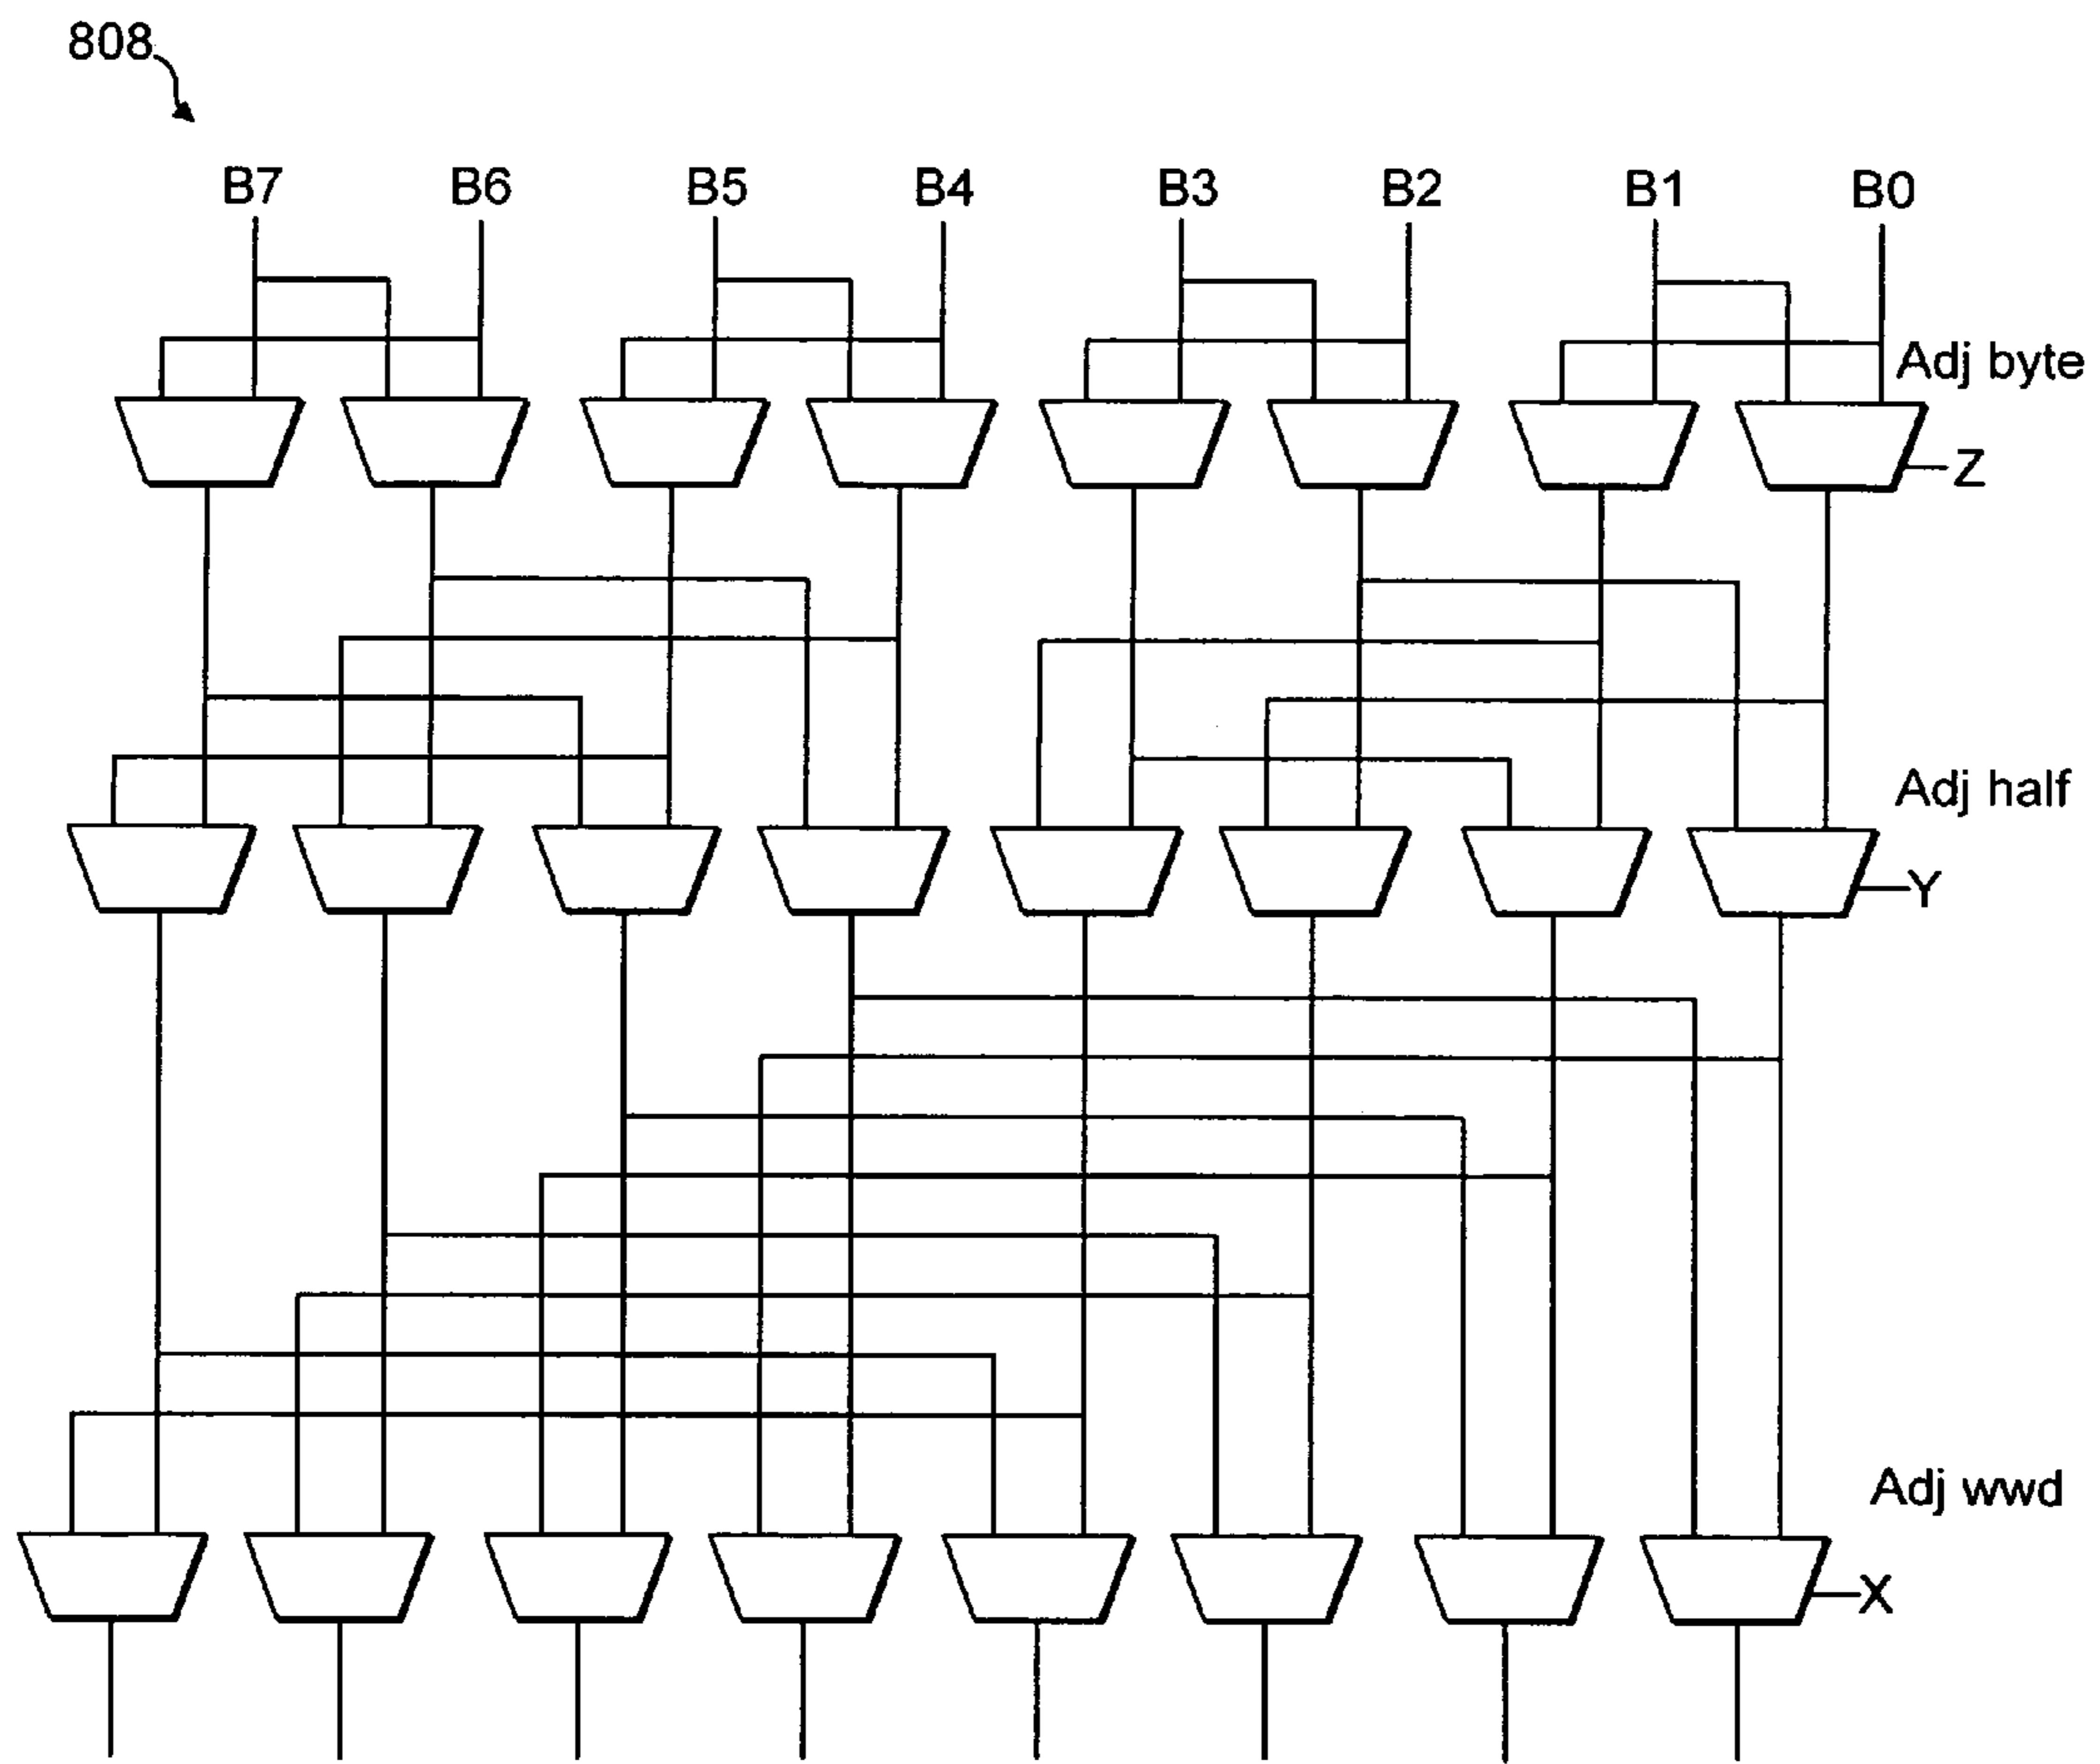 808
B7 B6 B5 B4 B3 B2 B1 B0
Adj byte
Z
Adj half
Y
Adj wwd
X